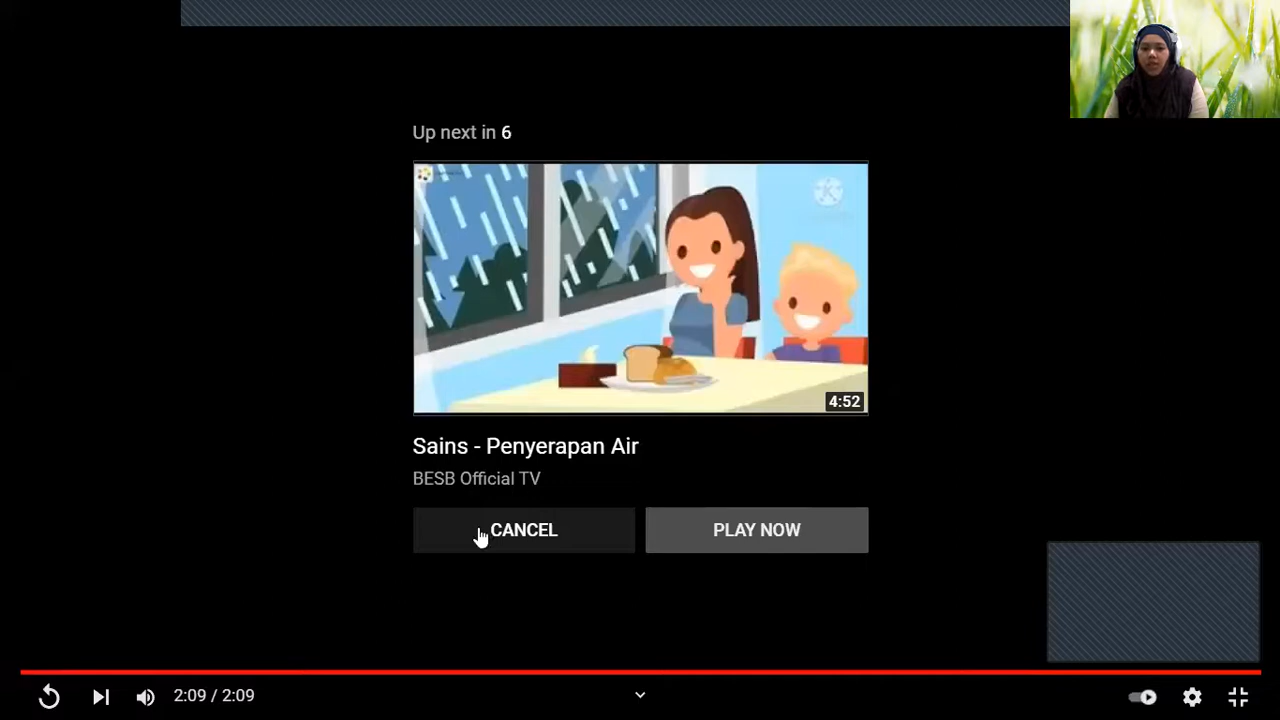 Up next in 6
4:52
Sains - Penyerapan Air
BESB Official TV
CANCEL
PLAY NOW
2:09 / 2:09